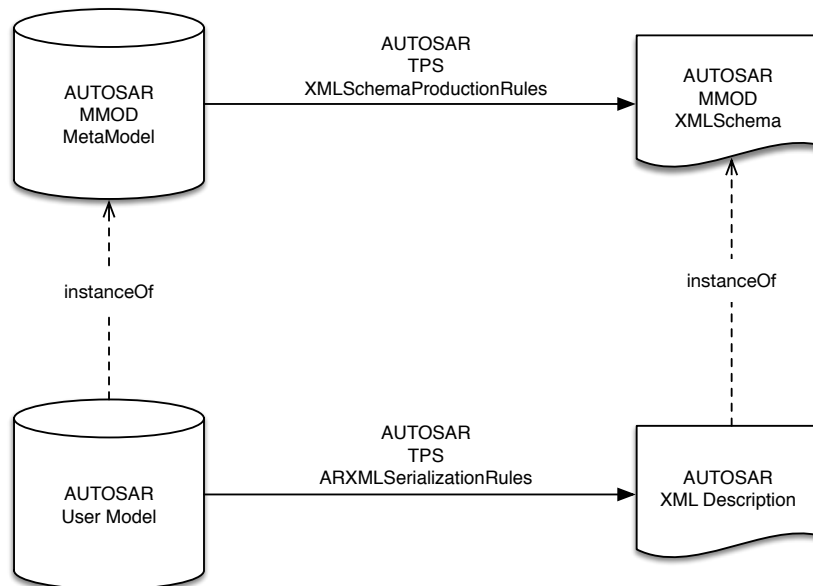 AUTOSAR
MMOD
MetaModel
AUTOSAR
TPS
XMLSchemaProductionRules
AUTOSAR
MMOD
XMLSchema
instanceOf
instanceOf
AUTOSAR
User Model
AUTOSAR
TPS
ARXMLSerializationRules
AUTOSAR
XML Description